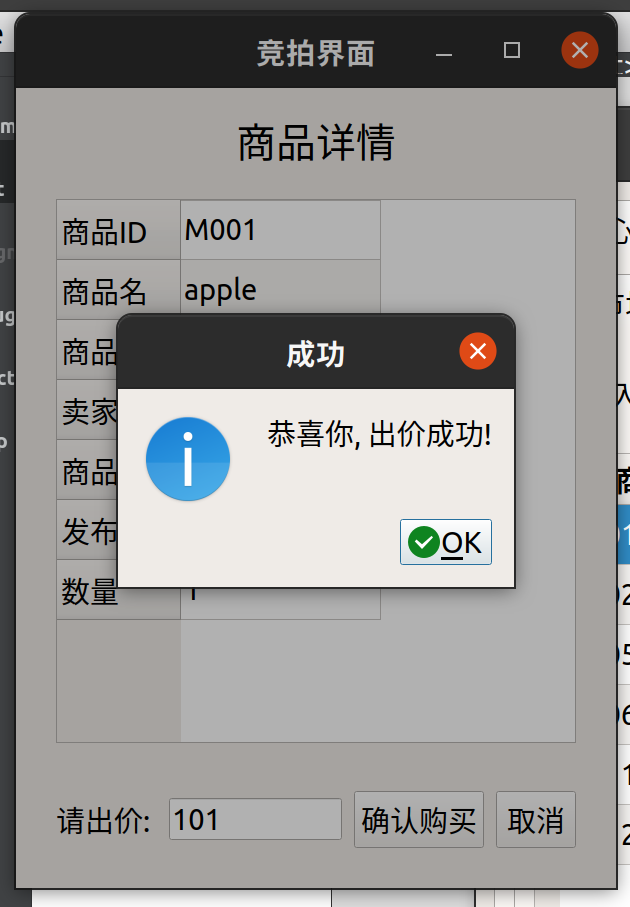 竞拍界面
商品详情
商品ID M001
商品名 apple
商品
卖家
商品
发布
数量 1
成功
恭喜你, 出价成功!
OK
请出价: 101 确认购买 取消